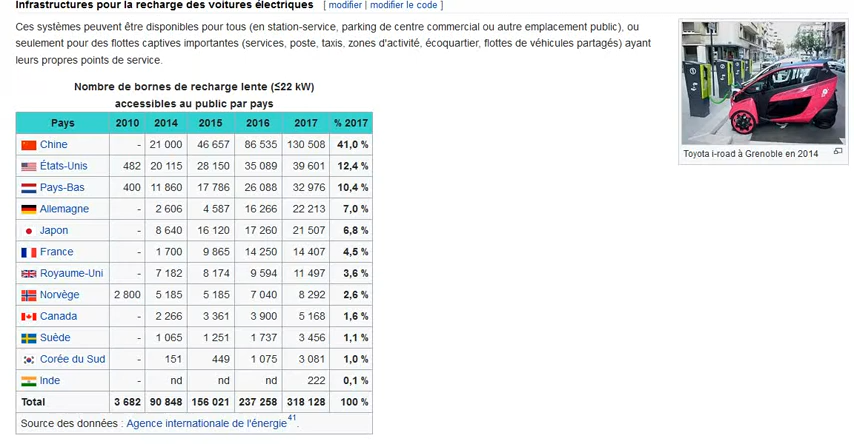 Infrastructures pour la recharge des voitures électriques [ modifier | modifier le code ]
Ces systèmes peuvent être disponibles pour tous (en station-service, parking de centre commercial ou autre emplacement public), ou
seulement pour des flottes captives importantes (services, poste, taxis, zones d'activité, écoquartier, flottes de véhicules partagés) ayant
leurs propres points de service.
Nombre de bornes de recharge lente (≤22 kW)
accessibles au public par pays
Pays 2010 2014 2015 2016 2017 % 2017
Chine - 21 000 46 657 86 535 130 508 41,0 %
États-Unis 482 20 115 28 150 35 089 39 601 12,4 %
Pays-Bas 400 11 860 17 786 26 088 32 976 10,4 %
Allemagne - 2 606 4 587 16 266 22 213 7,0 %
Japon - 8 640 16 120 17 260 21 507 6,8 %
France - 1 700 9 865 14 250 14 407 4,5 %
Royaume-Uni - 7 182 8 174 9 594 11 497 3,6 %
Norvège 2 800 5 185 5 185 7 040 8 292 2,6 %
Canada - 2 266 3 361 3 900 5 168 1,6 %
Suède - 1 065 1 251 1 737 3 456 1,1 %
Corée du Sud - 151 449 1 075 3 081 1,0 %
Inde - nd nd nd 222 0,1 %
Total 3 682 90 848 156 021 237 258 318 128 100 %
Source des données : Agence internationale de l'énergie41.
Toyota i-road à Grenoble en 2014